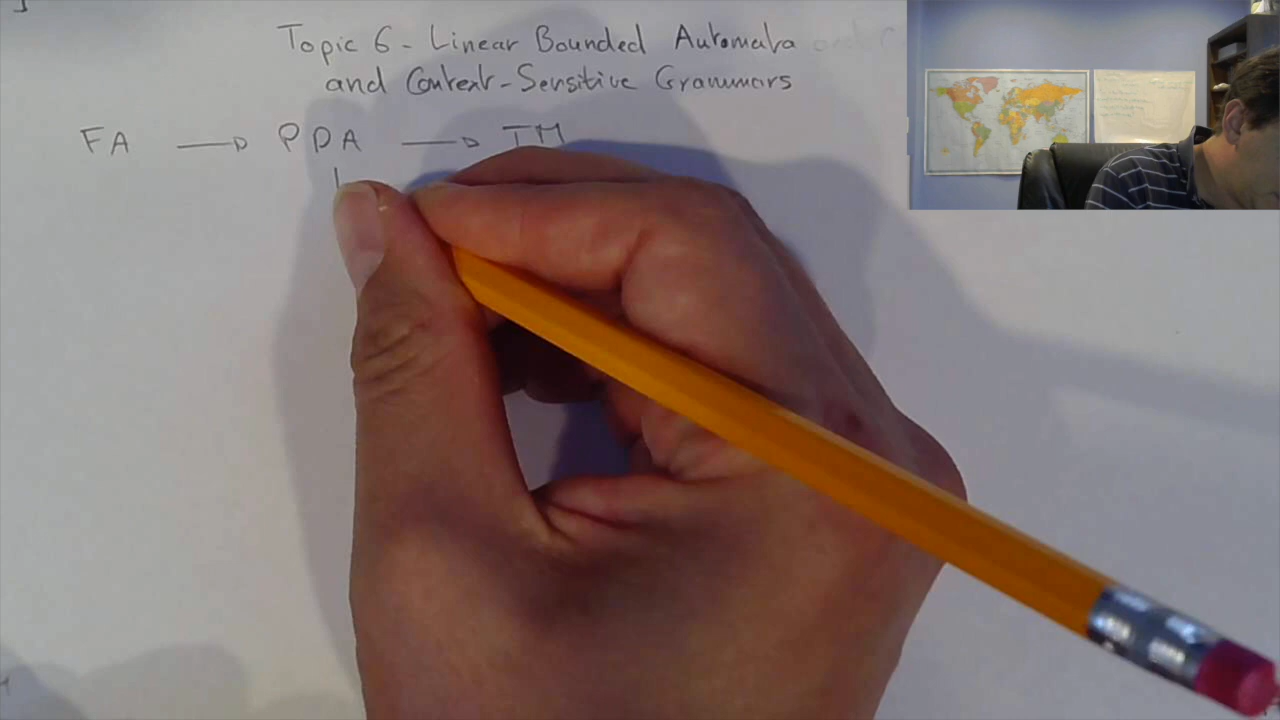 Topic 6 - Linear Bounded Automata
and Context-Sensitive Grammars
FA → PDA → TM